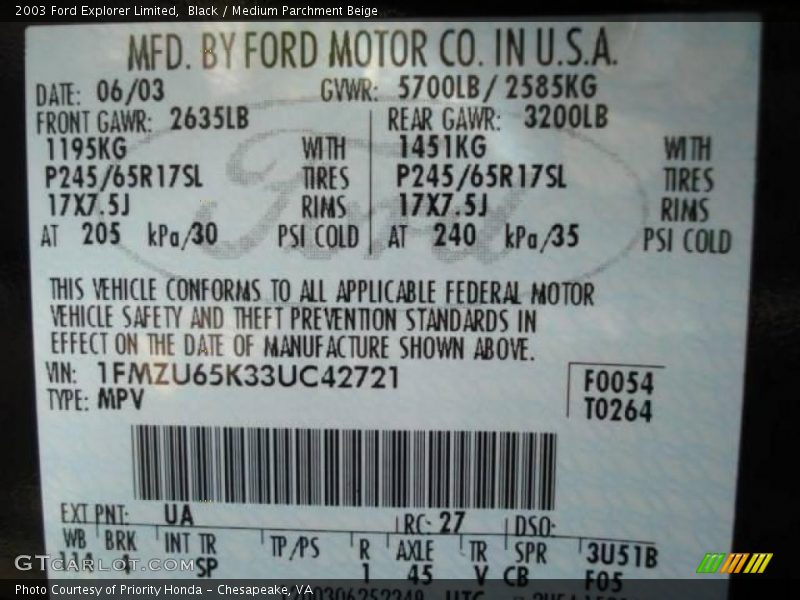 2003 Ford Explorer Limited, Black / Medium Parchment Beige
MFD. BY FORD MOTOR CO. IN U.S.A.
DATE: 06/03 GVWR: 5700LB / 2585KG
FRONT GAWR: 2635LB REAR GAWR: 3200LB
1195KG WITH 1451KG WITH
P245/65R17SL TIRES P245/65R17SL TIRES
17X7.5J RIMS 17X7.5J RIMS
AT 205 kPa/30 PSI COLD AT 240 kPa/35 PSI COLD
Ford
THIS VEHICLE CONFORMS TO ALL APPLICABLE FEDERAL MOTOR
VEHICLE SAFETY AND THEFT PREVENTION STANDARDS IN
EFFECT ON THE DATE OF MANUFACTURE SHOWN ABOVE.
VIN: 1FMZU65K33UC42721 F0054
TYPE: MPV T0264
EXT PNT: UA RC: 27 DSO:
WB BRK INT TR TP/PS R AXLE TR SPR 3U51B
114 4 SP 1 45 V CB F05
GTCarLot.com
Photo Courtesy of Priority Honda - Chesapeake, VA